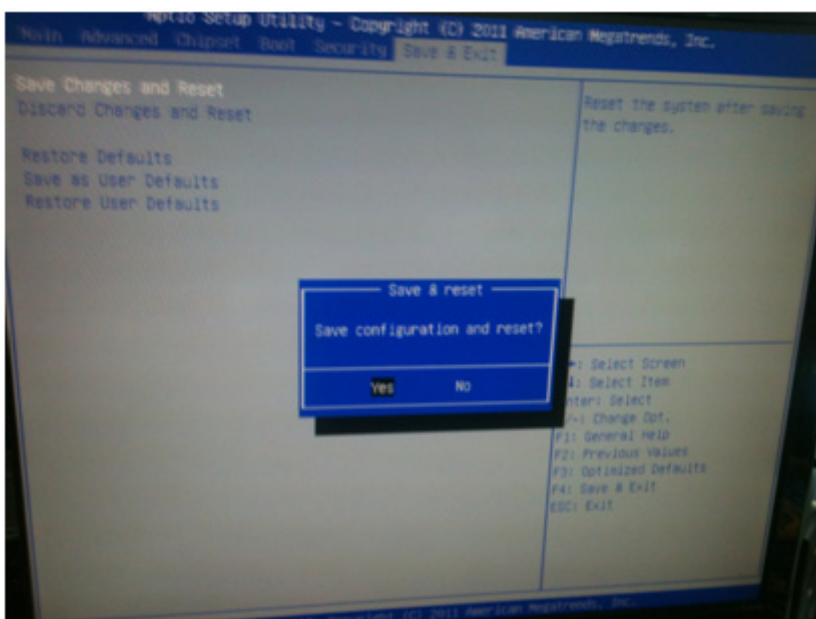 Aptio Setup Utility - Copyright (C) 2011 American Megatrends, Inc.
Main Advanced Chipset Boot Security Save & Exit
Save Changes and Reset
Discard Changes and Reset
Restore Defaults
Save as User Defaults
Restore User Defaults
Reset the system after saving
the changes.
Save & reset
Save configuration and reset?
Yes No
: Select Screen
: Select Item
nter: Select
/-: Change Opt.
F1: General Help
F2: Previous Values
F3: Optimized Defaults
F4: Save & Exit
ESC: Exit
Copyright (C) 2011 American Megatrends, Inc.